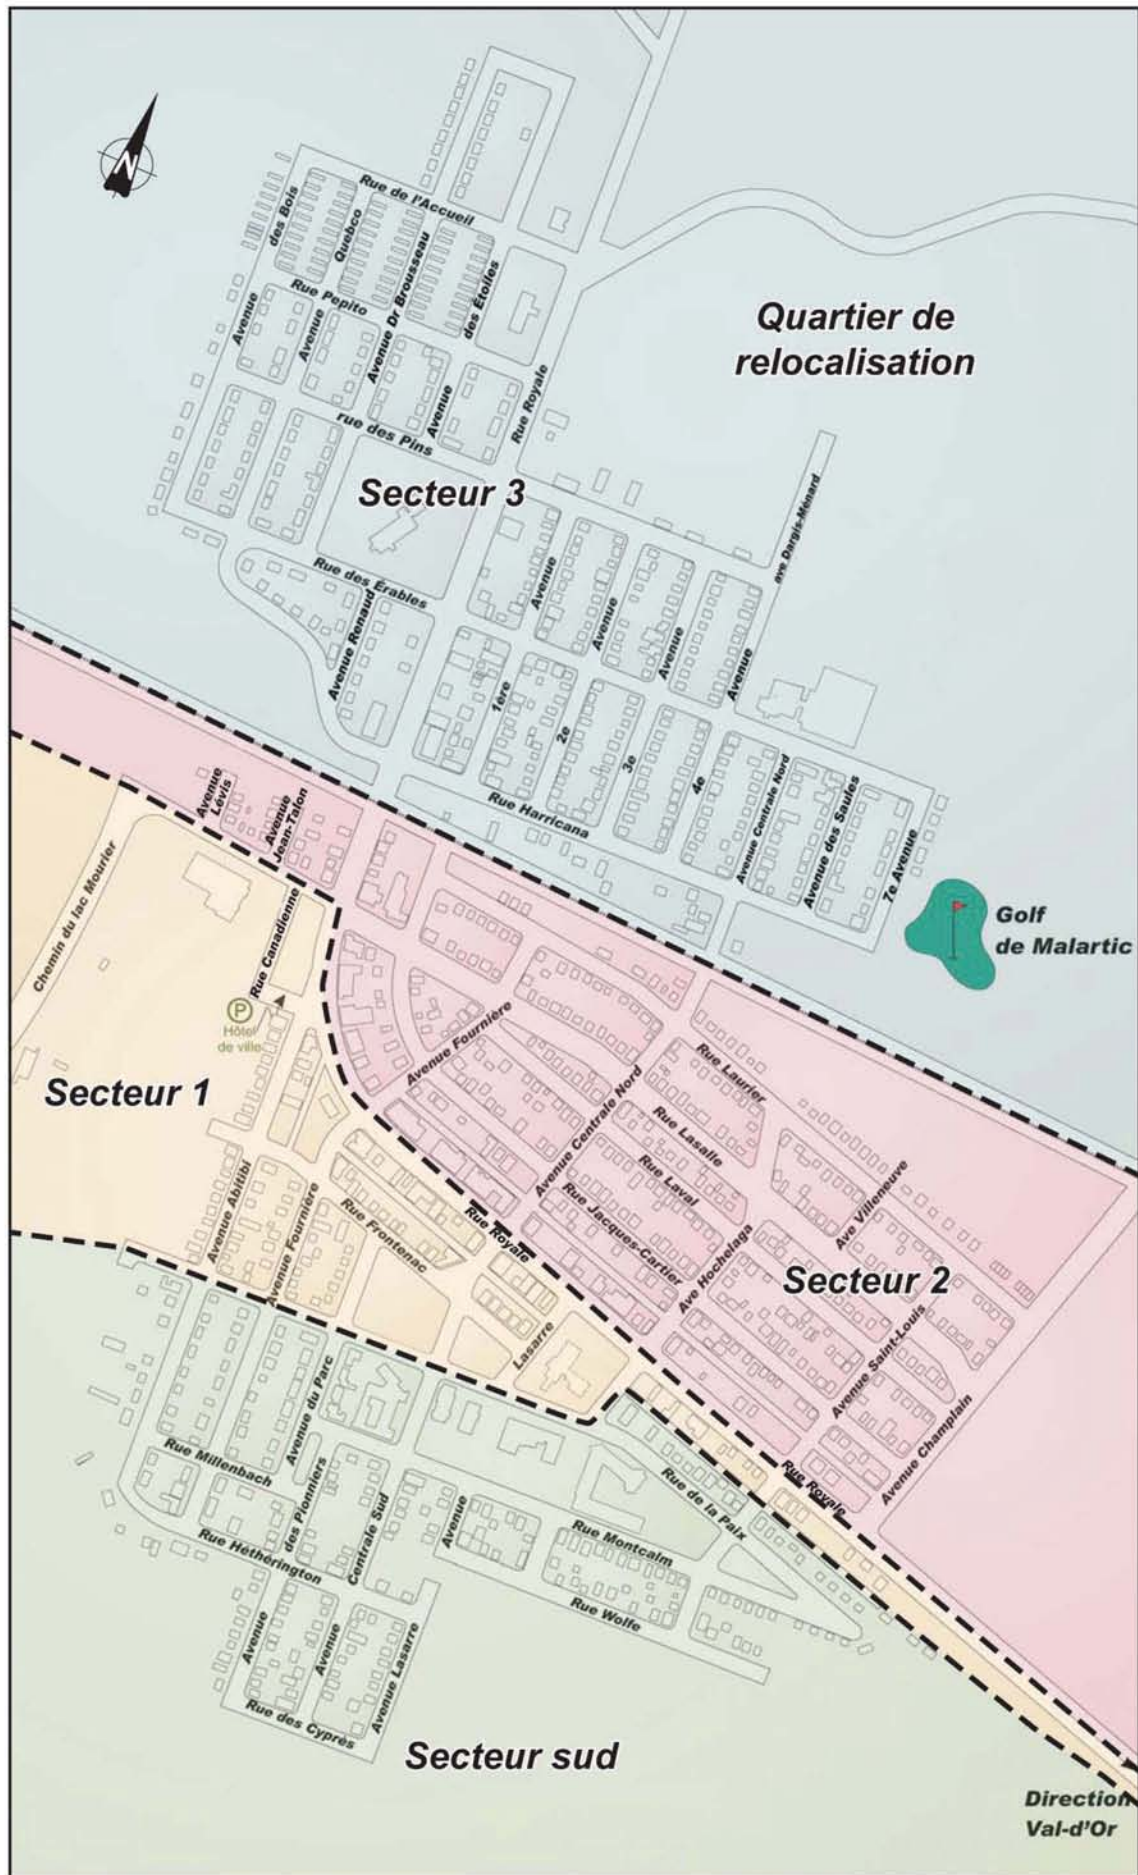 N
Rue de l'Accueil
des Bois
Quebco
Avenue Dr Brousseau
des Étoiles
Rue Pepito
Avenue
Avenue
Avenue
Rue Royale
Quartier de
relocalisation
rue des Pins
Secteur 3
ave Dargis-Ménard
Rue des Érables
Avenue Renaud
Avenue
Avenue
Avenue
Avenue
1ère
2e
3e
4e
Rue Harricana
Avenue Centrale Nord
Avenue des Saules
7e Avenue
Golf
de Malartic
Avenue
Lévis
Avenue
Jean-Talon
Chemin du lac Mourier
Rue Canadienne
P
Hôtel
de ville
Secteur 1
Avenue Fournière
Avenue Centrale Nord
Rue Laurier
Rue Lasalle
Rue Laval
Rue Jacques-Cartier
Ave Hochelaga
Ave Villeneuve
Secteur 2
Avenue Saint-Louis
Avenue Champlain
Rue Royale
Rue Royale
Avenue Abitibi
Avenue Fournière
Rue Frontenac
Lasarre
Avenue du Parc
Rue Millenbach
des Pionniers
Rue Hétherington
Centrale Sud
Avenue
Rue Montcalm
Rue de la Paix
Rue Wolfe
Avenue
Avenue
Avenue Lasarre
Rue des Cyprès
Secteur sud
Direction
Val-d'Or